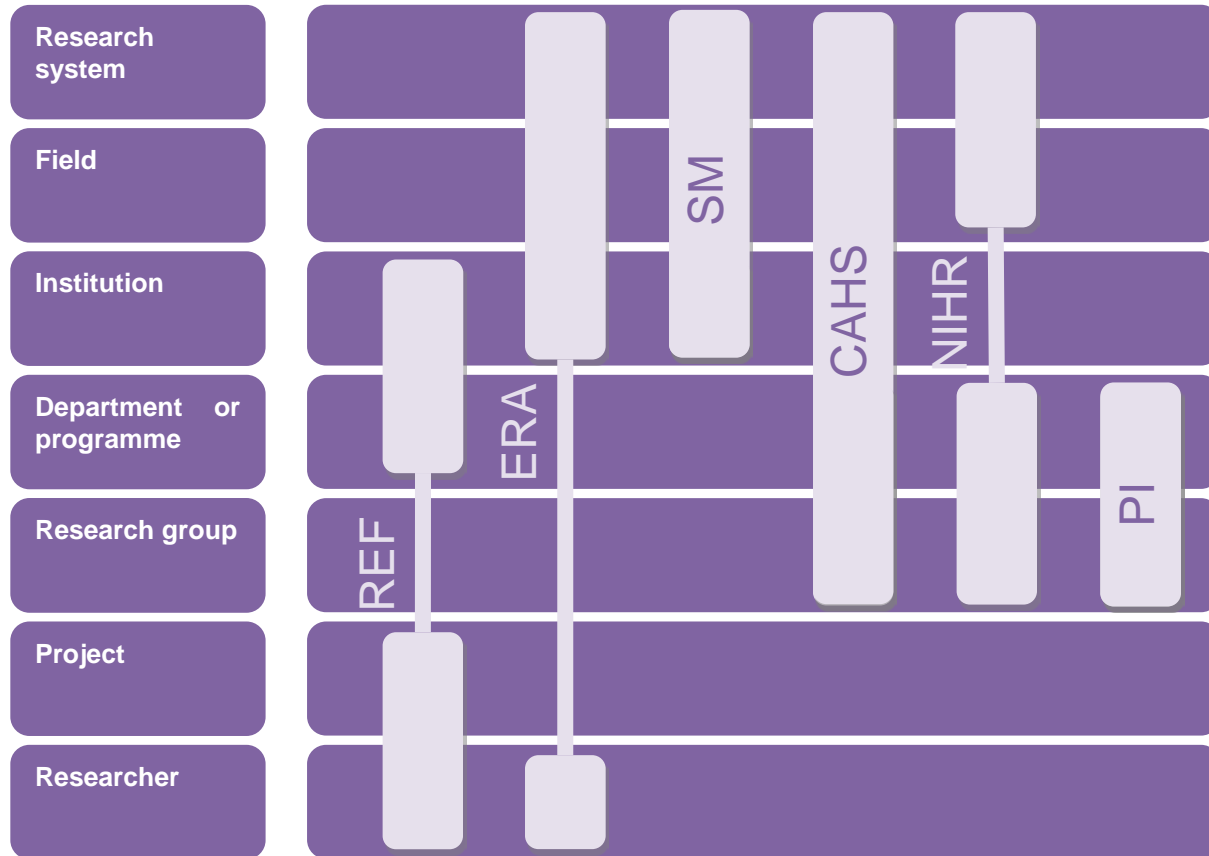 Research
system
Field
Institution
Department or
programme
Research group
Project
Researcher
REF
ERA
SM
CAHS
NIHR
PI